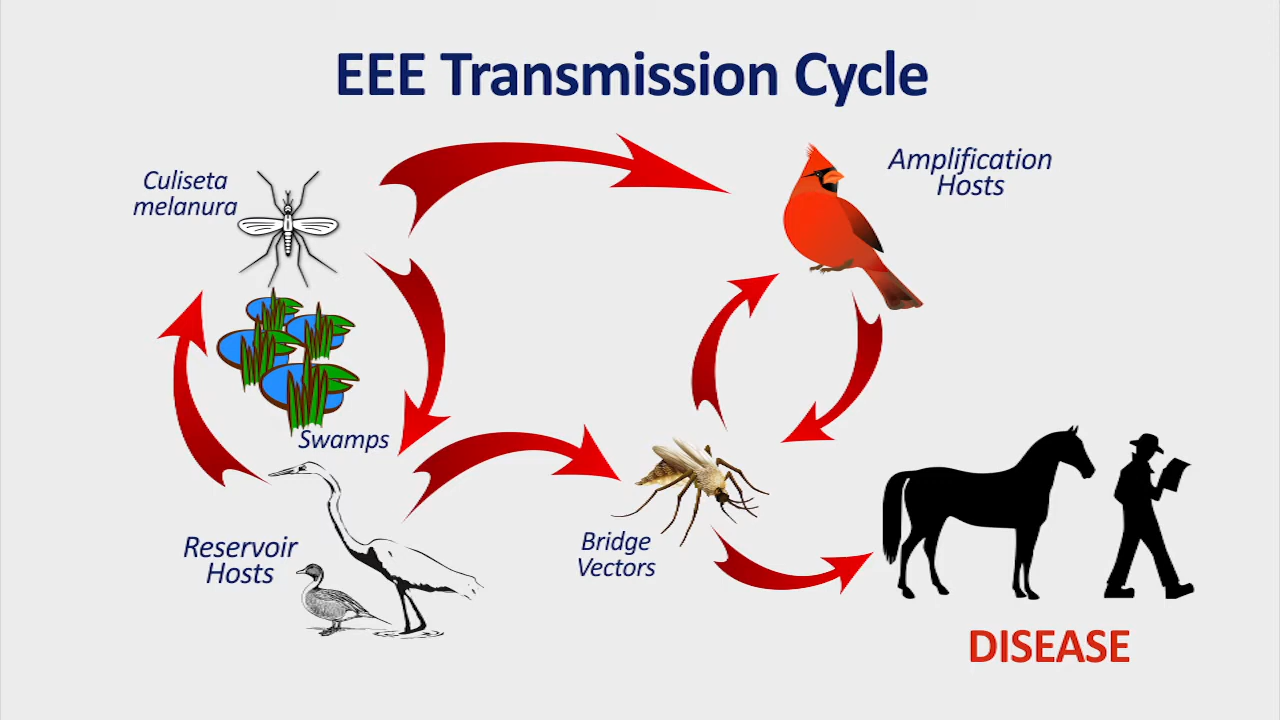 EEE Transmission Cycle
Culiseta
melanura
Amplification
Hosts
Swamps
Reservoir
Hosts
Bridge
Vectors
DISEASE